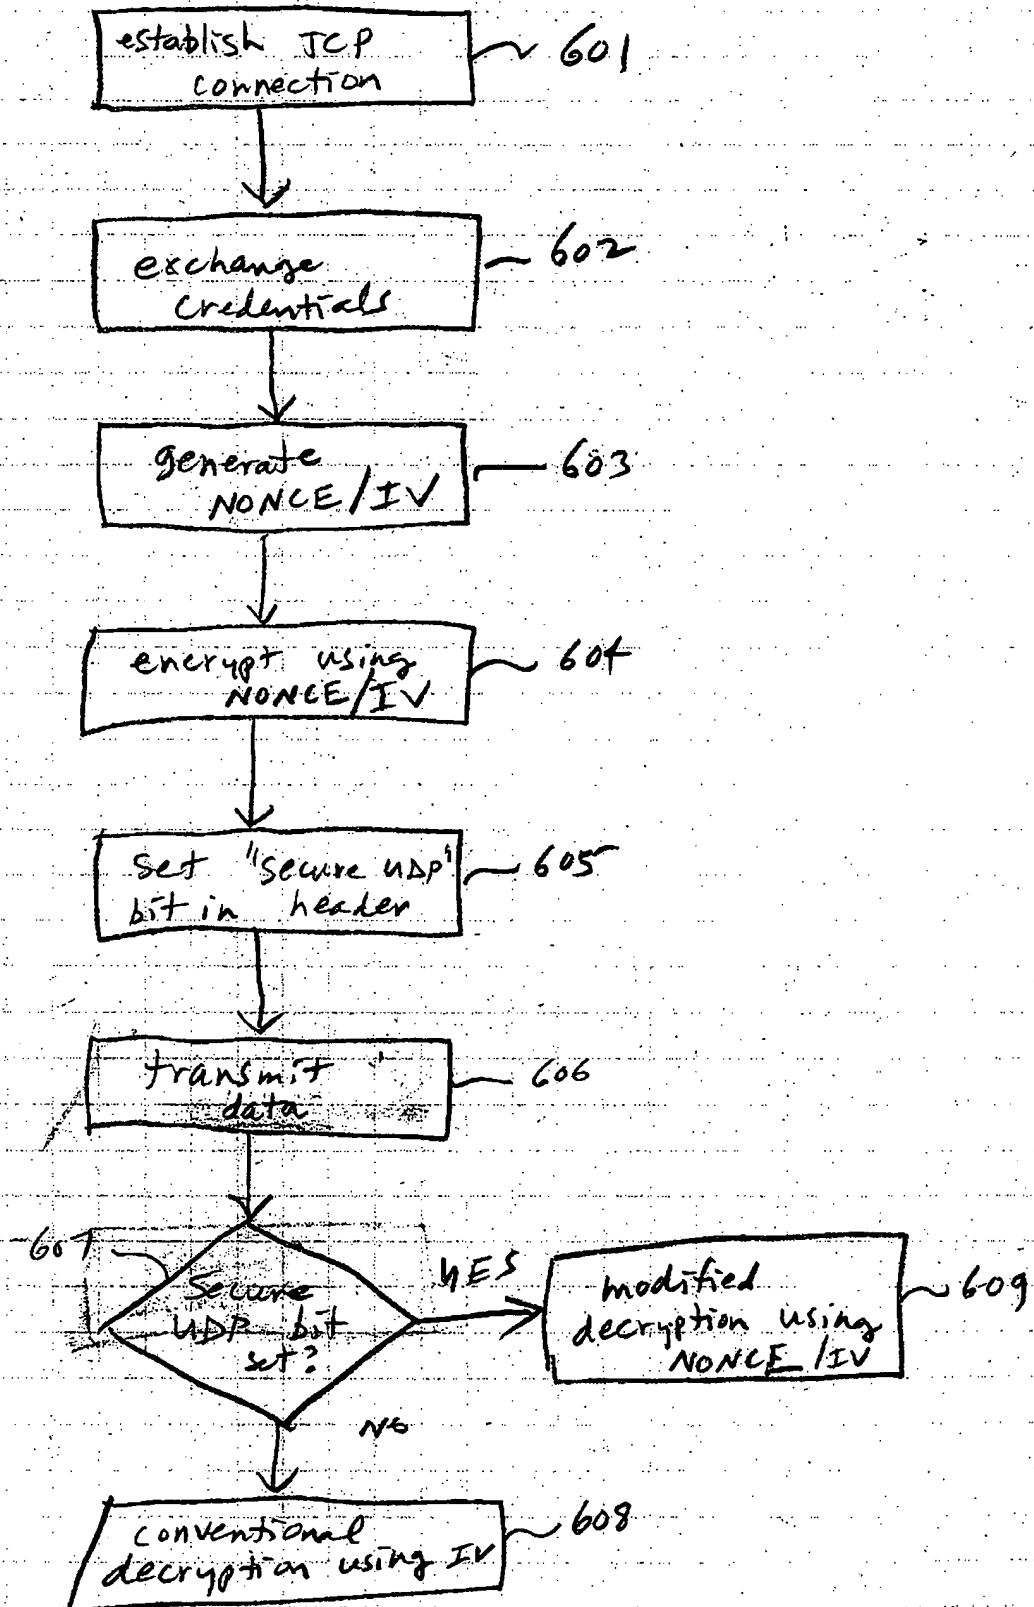 establish TCP
connection
601
exchange
credentials
602
generate
NONCE/IV
603
encrypt using
NONCE/IV
604
set "secure UDP"
bit in header
605
transmit
data
606
607
Secure
UDP bit
set?
YES
modified
decryption using
NONCE/IV
609
NO
conventional
decryption using IV
608